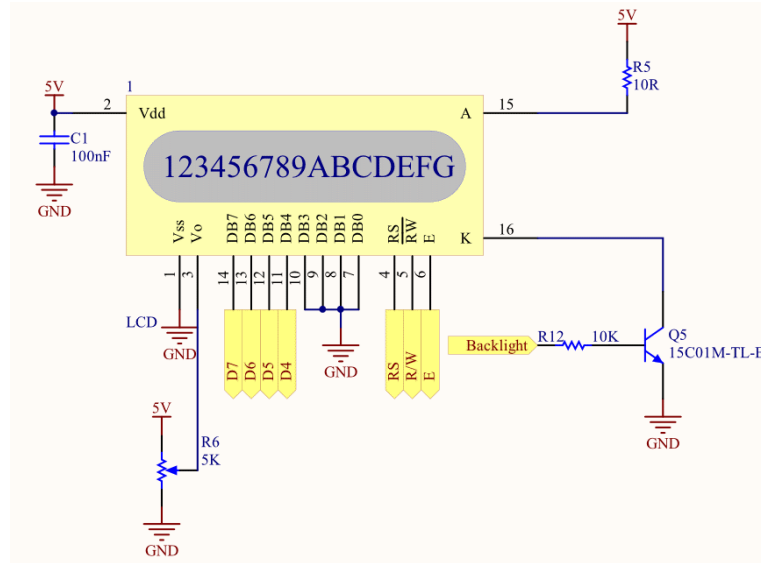 5V
R5
10R
5V
2
1
Vdd
A
15
C1
100nF
123456789ABCDEFG
GND
Vss
Vo
DB7
DB6
DB5
DB4
DB3
DB2
DB1
DB0
RS
RW
E
K
16
1
3
14
13
12
11
10
9
8
7
4
5
6
LCD
GND
D7
D6
D5
D4
GND
RS
R/W
E
Backlight
R12
10K
Q5
15C01M-TL-E
GND
5V
R6
5K
GND